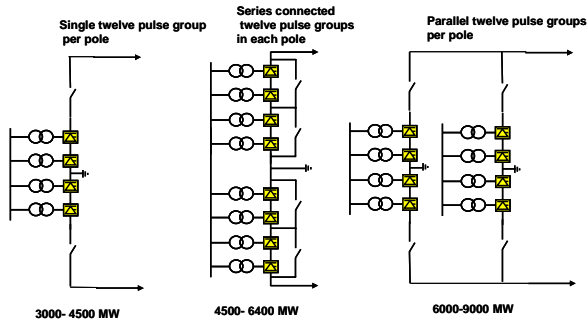 Single twelve pulse group
per pole
Series connected
twelve pulse groups
in each pole
Parallel twelve pulse groups
per pole
3000- 4500 MW
4500- 6400 MW
6000-9000 MW